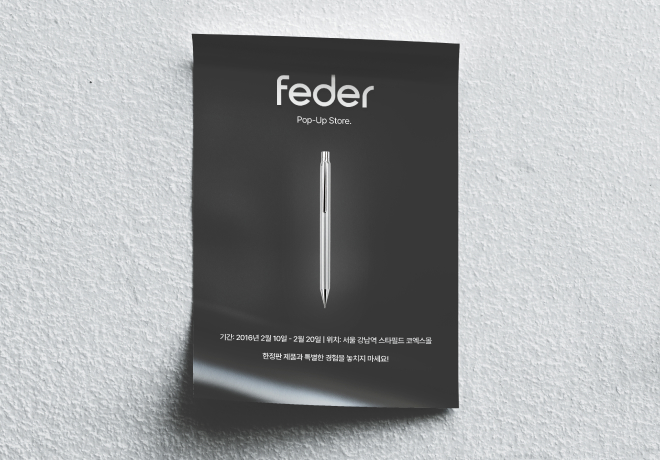 feder
Pop-Up Store.
기간: 2016년 2월 10일 - 2월 20일 | 위치: 서울 강남역 스타필드 코엑스몰
한정판 제품과 특별한 경험을 놓치지 마세요!